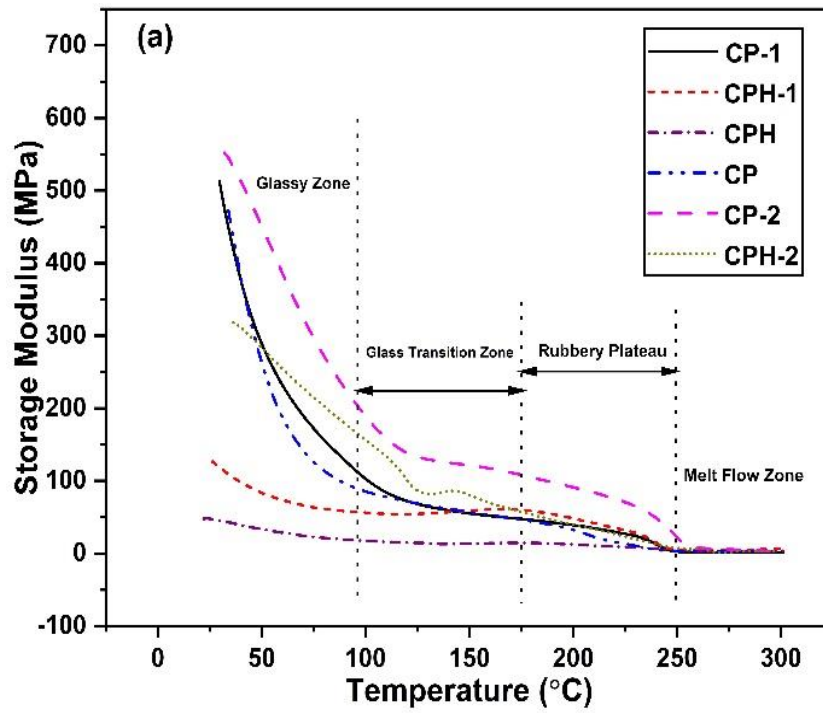 (a)
CP-1
CPH-1
CPH
CP
CP-2
CPH-2
Storage Modulus (MPa)
700
600
500
400
300
200
100
0
-100
Glassy Zone
Glass Transition Zone
Rubbery Plateau
Melt Flow Zone
0
50
100
150
200
250
300
Temperature (°C)